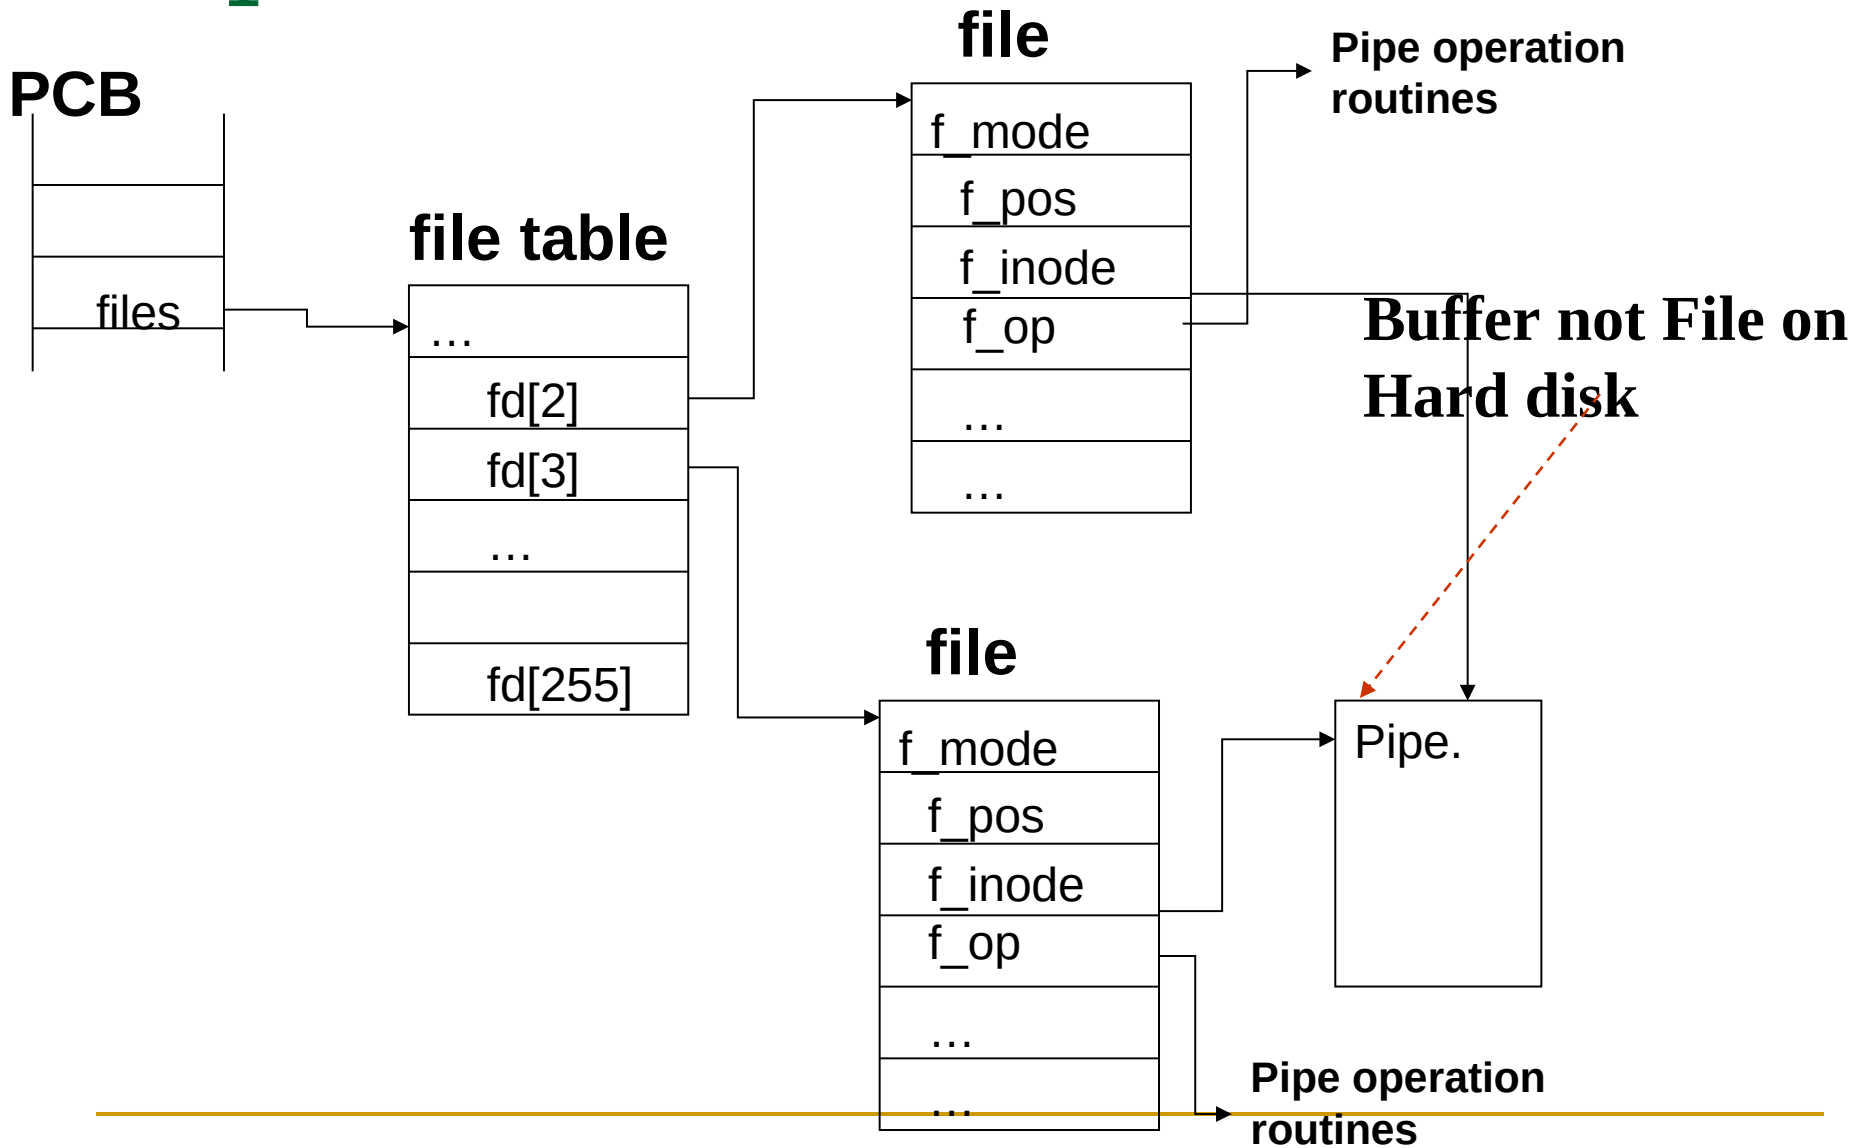 PCB
files
file table
…
fd[2]
fd[3]
…
fd[255]
file
f_mode
f_pos
f_inode
f_op
…
…
Pipe operation
routines
Buffer not File on
Hard disk
file
f_mode
f_pos
f_inode
f_op
…
…
Pipe.
Pipe operation
routines